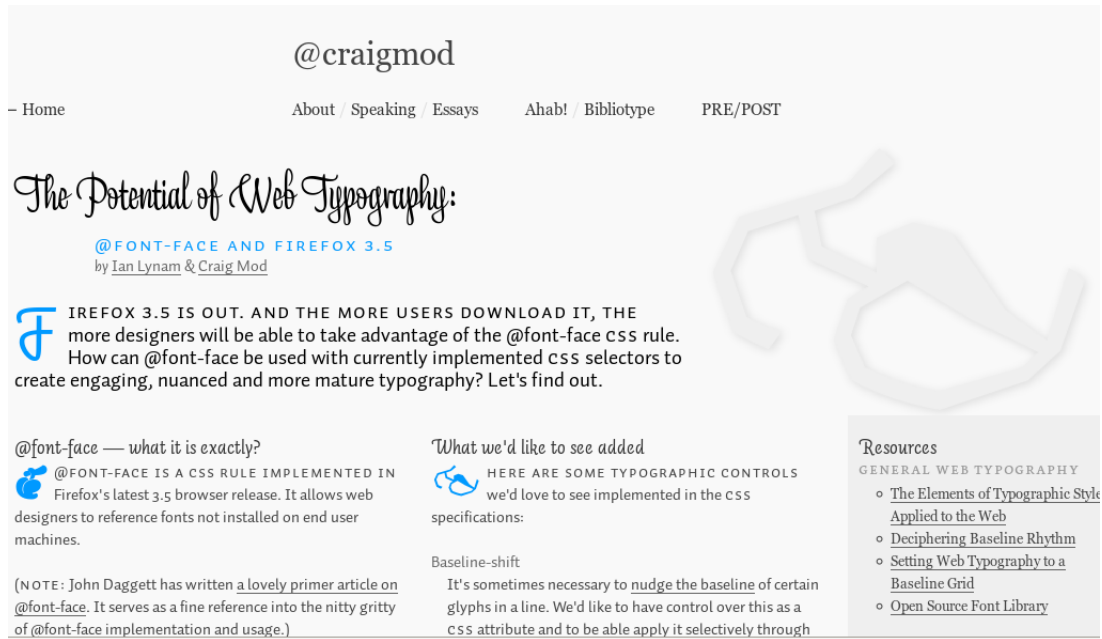 @craigmod
– Home
About / Speaking / Essays
Ahab! / Bibliotype
PRE/POST
The Potential of Web Typography:
@FONT-FACE AND FIREFOX 3.5
by Ian Lynam & Craig Mod
FIREFOX 3.5 IS OUT. AND THE MORE USERS DOWNLOAD IT, THE
more designers will be able to take advantage of the @font-face CSS rule.
How can @font-face be used with currently implemented CSS selectors to
create engaging, nuanced and more mature typography? Let's find out.
@font-face — what it is exactly?
@FONT-FACE IS A CSS RULE IMPLEMENTED IN
Firefox's latest 3.5 browser release. It allows web
designers to reference fonts not installed on end user
machines.
(NOTE: John Daggett has written a lovely primer article on
@font-face. It serves as a fine reference into the nitty gritty
of @font-face implementation and usage.)
What we'd like to see added
HERE ARE SOME TYPOGRAPHIC CONTROLS
we'd love to see implemented in the CSS
specifications:
Baseline-shift
It's sometimes necessary to nudge the baseline of certain
glyphs in a line. We'd like to have control over this as a
CSS attribute and to be able apply it selectively through
Resources
GENERAL WEB TYPOGRAPHY
The Elements of Typographic Style
Applied to the Web
Deciphering Baseline Rhythm
Setting Web Typography to a
Baseline Grid
Open Source Font Library